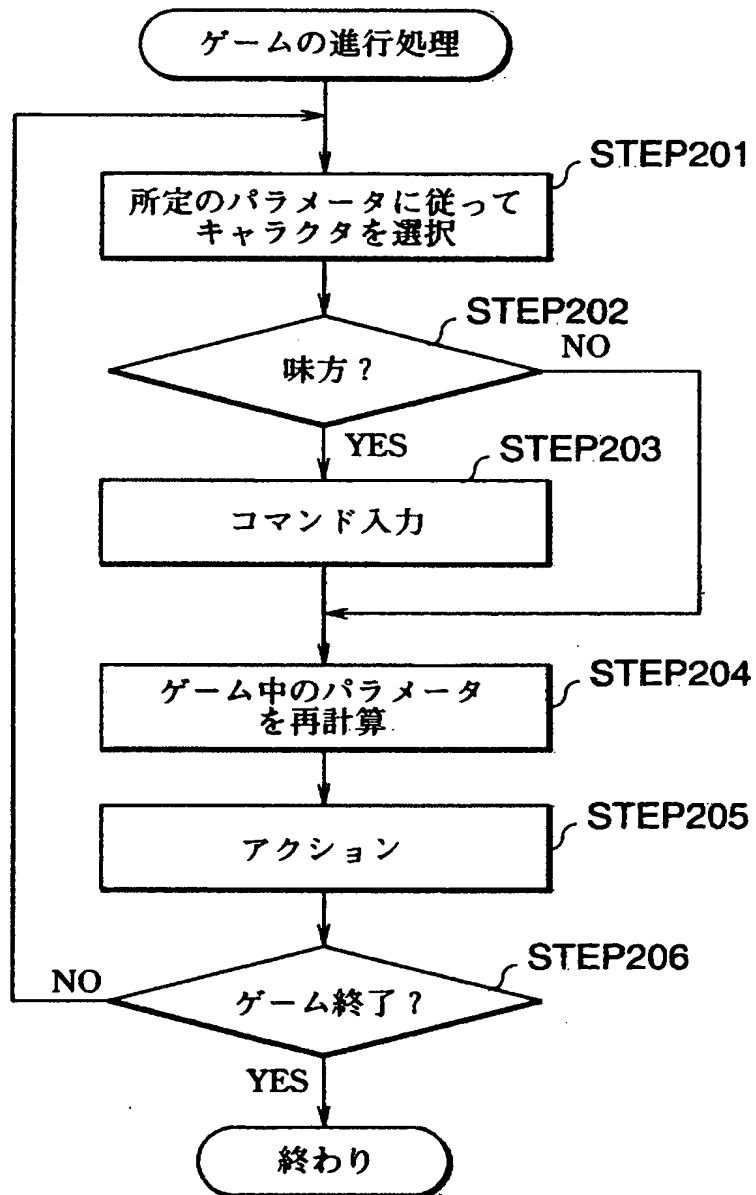 ゲームの進行処理
STEP201
所定のパラメータに従って
キャラクタを選択
STEP202
味方？
NO
YES
STEP203
コマンド入力
STEP204
ゲーム中のパラメータ
を再計算
STEP205
アクション
STEP206
NO
ゲーム終了？
YES
終わり